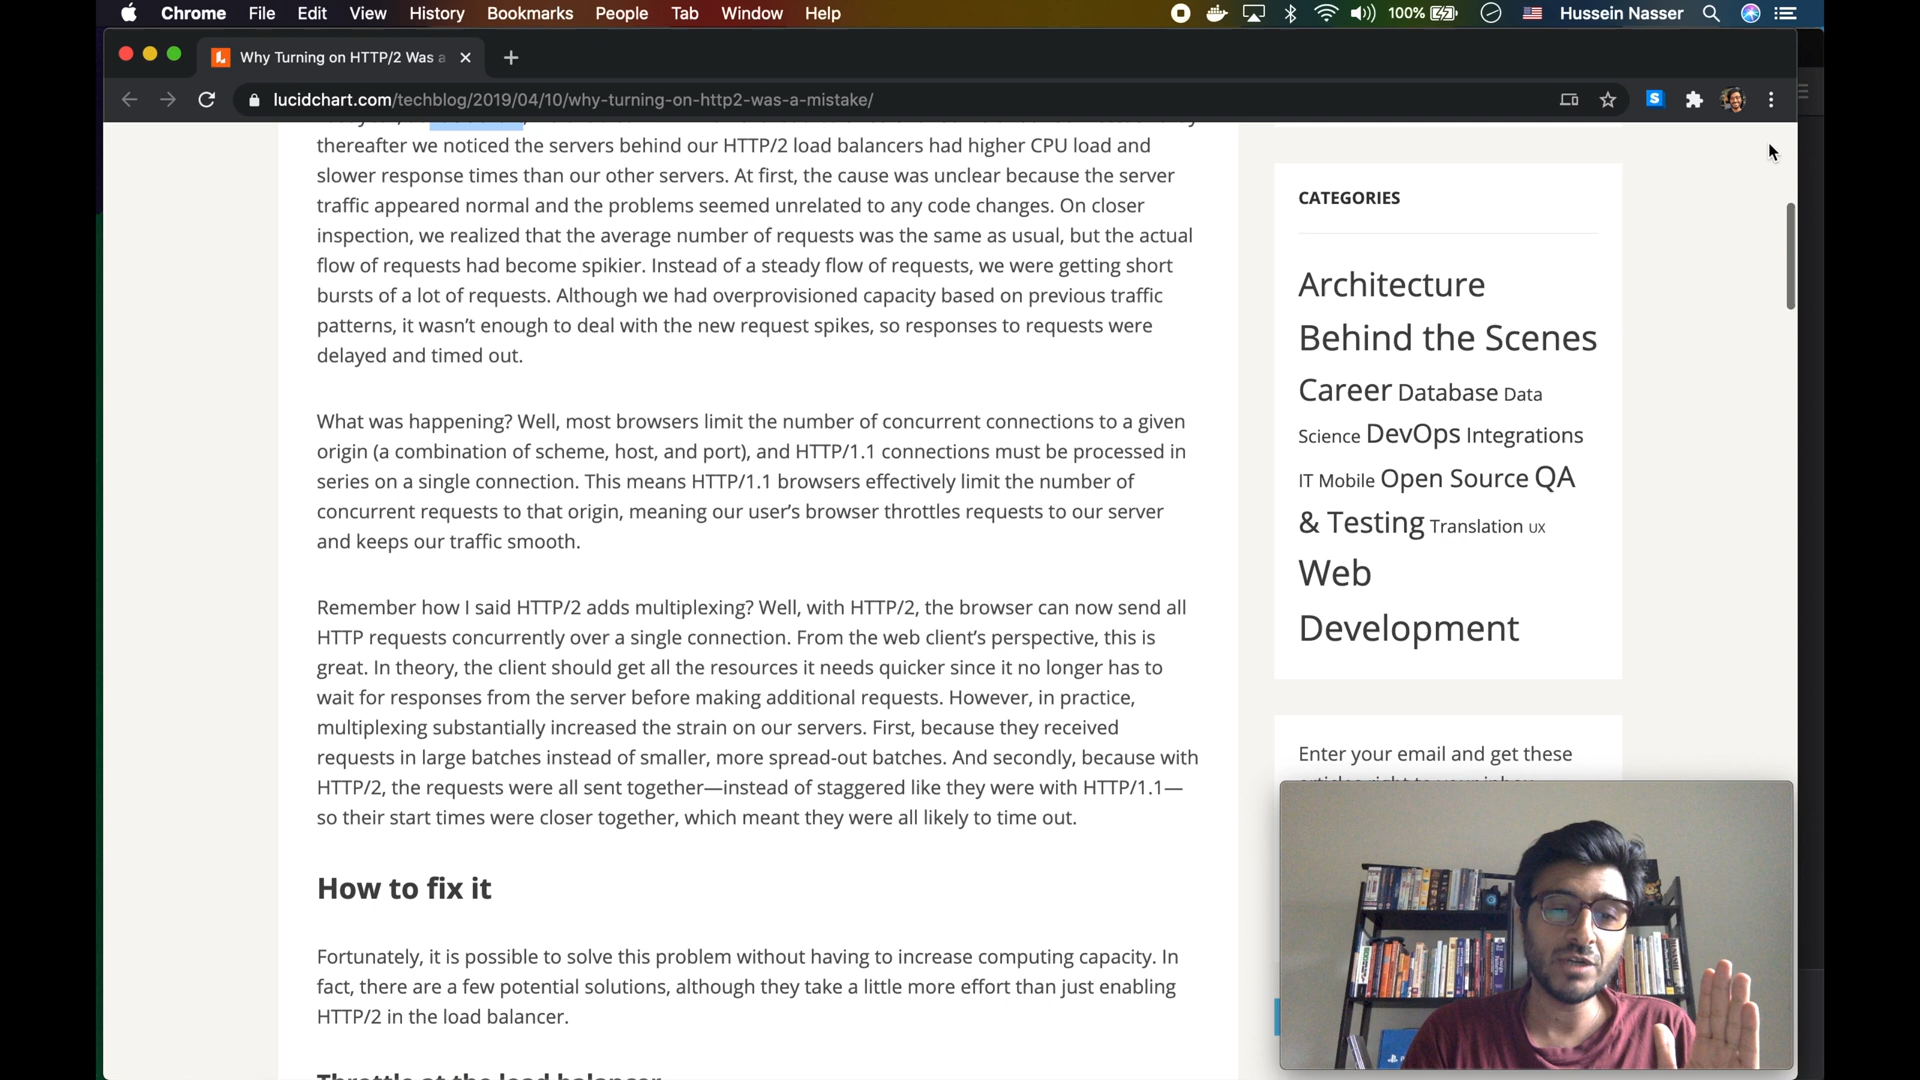 Chrome File Edit View History Bookmarks People Tab Window Help 100% Hussein Nasser
Why Turning on HTTP/2 Was a
lucidchart.com/techblog/2019/04/10/why-turning-on-http2-was-a-mistake/
thereafter we noticed the servers behind our HTTP/2 load balancers had higher CPU load and
slower response times than our other servers. At first, the cause was unclear because the server
traffic appeared normal and the problems seemed unrelated to any code changes. On closer
inspection, we realized that the average number of requests was the same as usual, but the actual
flow of requests had become spikier. Instead of a steady flow of requests, we were getting short
bursts of a lot of requests. Although we had overprovisioned capacity based on previous traffic
patterns, it wasn’t enough to deal with the new request spikes, so responses to requests were
delayed and timed out.
What was happening? Well, most browsers limit the number of concurrent connections to a given
origin (a combination of scheme, host, and port), and HTTP/1.1 connections must be processed in
series on a single connection. This means HTTP/1.1 browsers effectively limit the number of
concurrent requests to that origin, meaning our user’s browser throttles requests to our server
and keeps our traffic smooth.
Remember how I said HTTP/2 adds multiplexing? Well, with HTTP/2, the browser can now send all
HTTP requests concurrently over a single connection. From the web client’s perspective, this is
great. In theory, the client should get all the resources it needs quicker since it no longer has to
wait for responses from the server before making additional requests. However, in practice,
multiplexing substantially increased the strain on our servers. First, because they received
requests in large batches instead of smaller, more spread-out batches. And secondly, because with
HTTP/2, the requests were all sent together—instead of staggered like they were with HTTP/1.1—
so their start times were closer together, which meant they were all likely to time out.
How to fix it
Fortunately, it is possible to solve this problem without having to increase computing capacity. In
fact, there are a few potential solutions, although they take a little more effort than just enabling
HTTP/2 in the load balancer.
Throttle at the load balancer
CATEGORIES
Architecture
Behind the Scenes
Career Database Data
Science DevOps Integrations
IT Mobile Open Source QA
& Testing Translation UX
Web
Development
Enter your email and get these
articles right to your inbox